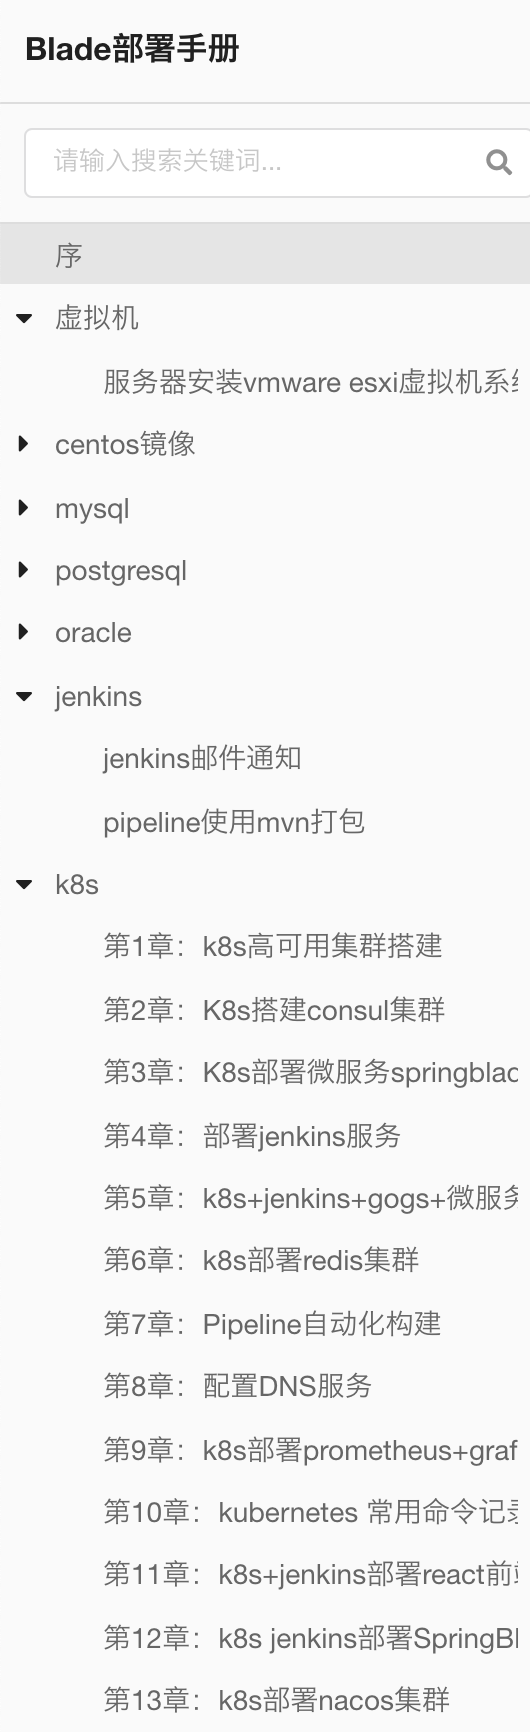 Blade部署手册
请输入搜索关键词...
序
虚拟机
服务器安装vmware esxi虚拟机系
centos镜像
mysql
postgresql
oracle
jenkins
jenkins邮件通知
pipeline使用mvn打包
k8s
第1章：k8s高可用集群搭建
第2章：K8s搭建consul集群
第3章：K8s部署微服务springblad
第4章：部署jenkins服务
第5章：k8s+jenkins+gogs+微服务
第6章：k8s部署redis集群
第7章：Pipeline自动化构建
第8章：配置DNS服务
第9章：k8s部署prometheus+graf
第10章：kubernetes 常用命令记录
第11章：k8s+jenkins部署react前端
第12章：k8s jenkins部署SpringBl
第13章：k8s部署nacos集群